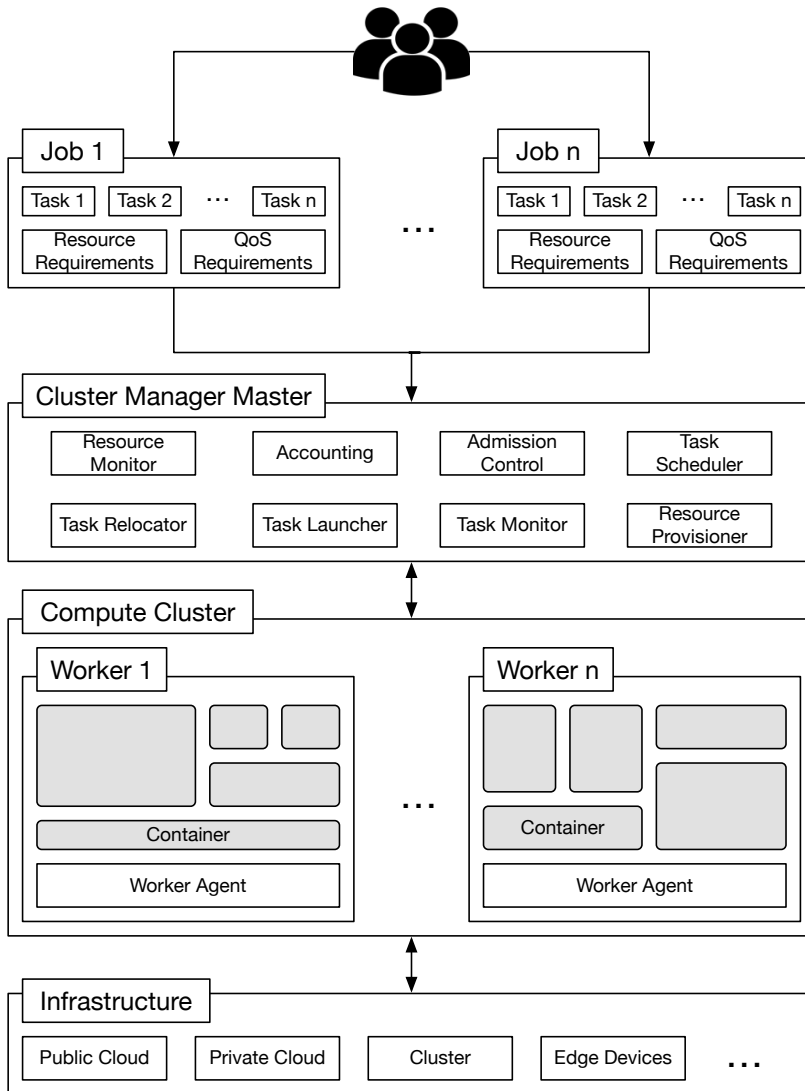 Job 1
Job n
Task 1 Task 2 ... Task n
Task 1 Task 2 ... Task n
Resource
Requirements
QoS
Requirements
...
Resource
Requirements
QoS
Requirements
Cluster Manager Master
Resource
Monitor
Accounting
Admission
Control
Task
Scheduler
Task Relocator
Task Launcher
Task Monitor
Resource
Provisioner
Compute Cluster
Worker 1
Worker n
...
Container
Container
Worker Agent
Worker Agent
Infrastructure
Public Cloud
Private Cloud
Cluster
Edge Devices
...